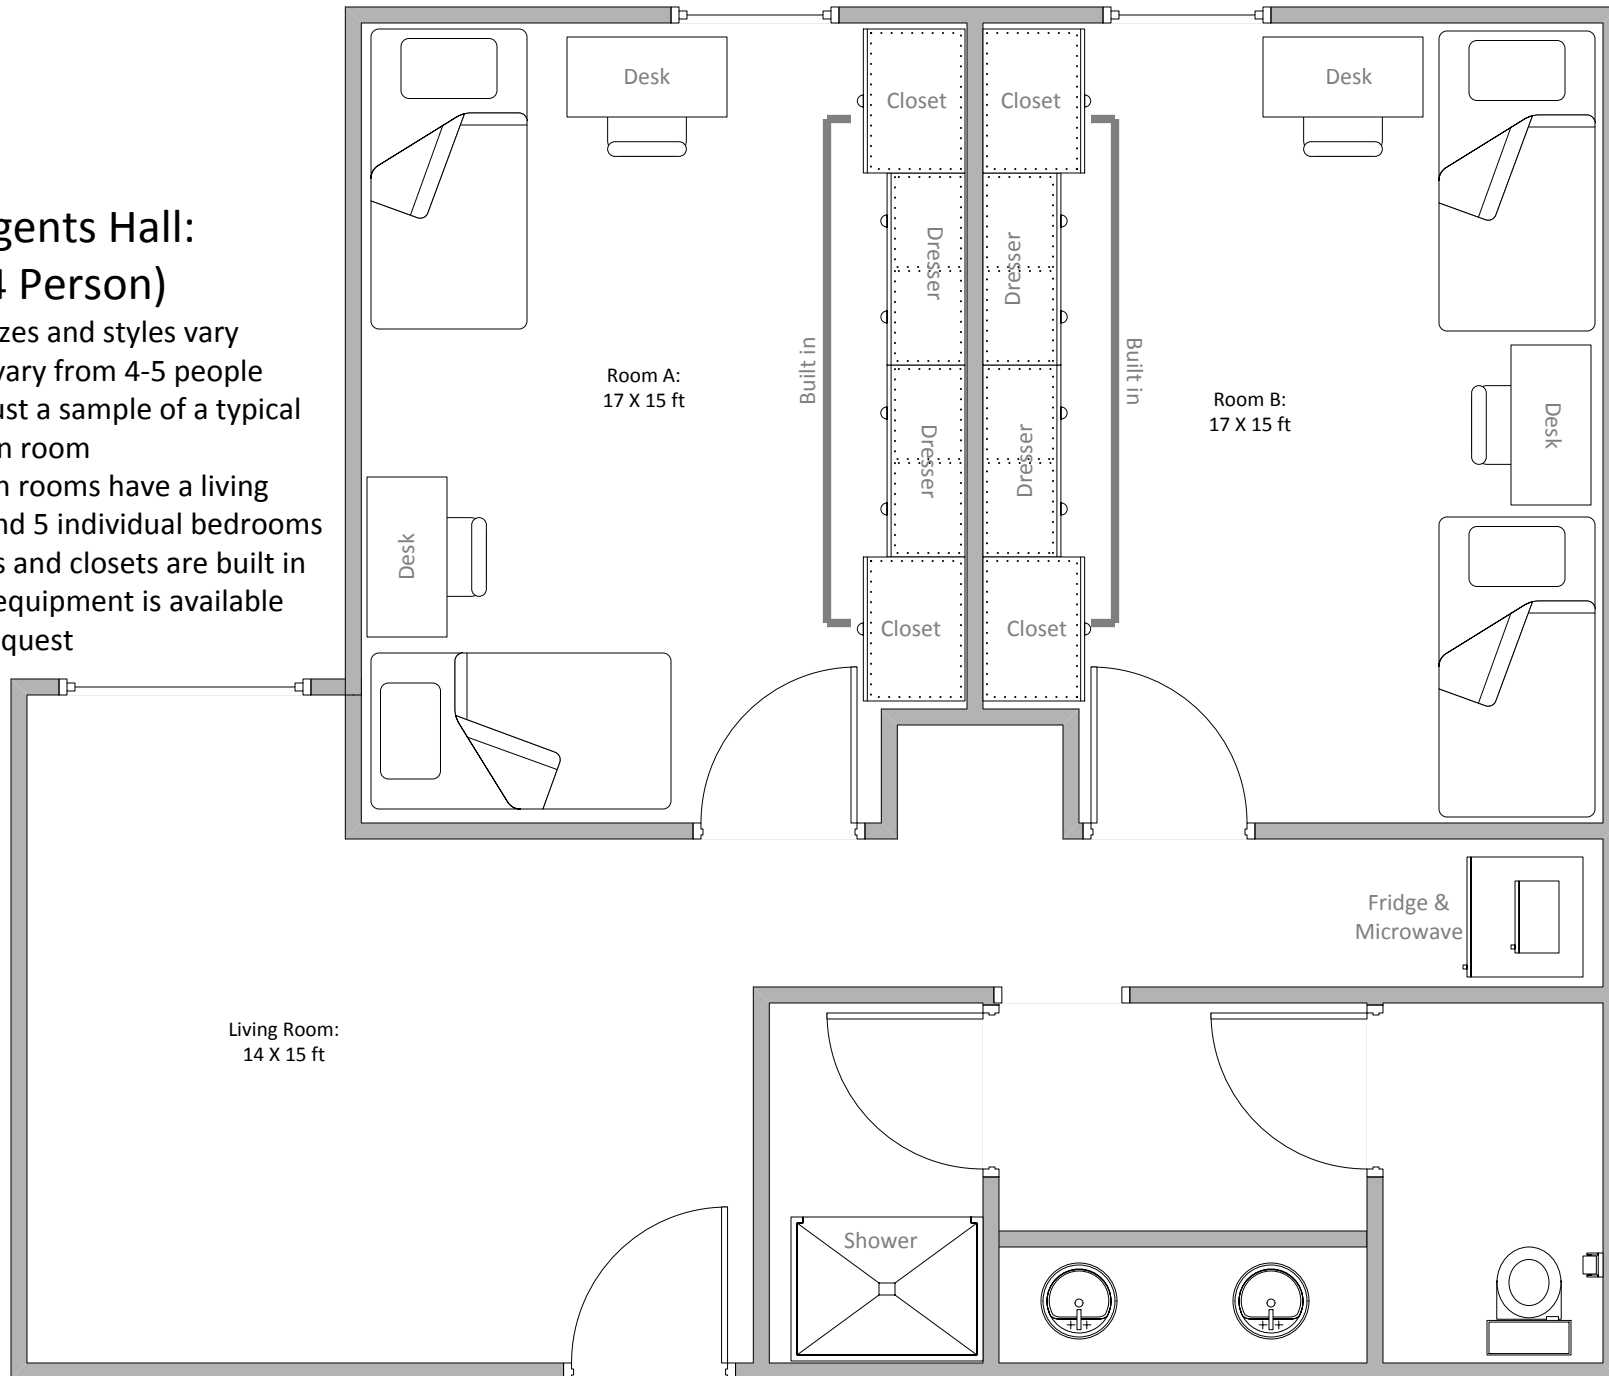 gents Hall:
4 Person)
zes and styles vary
vary from 4-5 people
ust a sample of a typical
n room
n rooms have a living
nd 5 individual bedrooms
s and closets are built in
equipment is available
quest
Desk
Closet
Closet
Desk
Dresser
Dresser
Built in
Built in
Room A:
17 X 15 ft
Room B:
17 X 15 ft
Desk
Dresser
Dresser
Desk
Closet
Closet
Fridge &
Microwave
Living Room:
14 X 15 ft
Shower